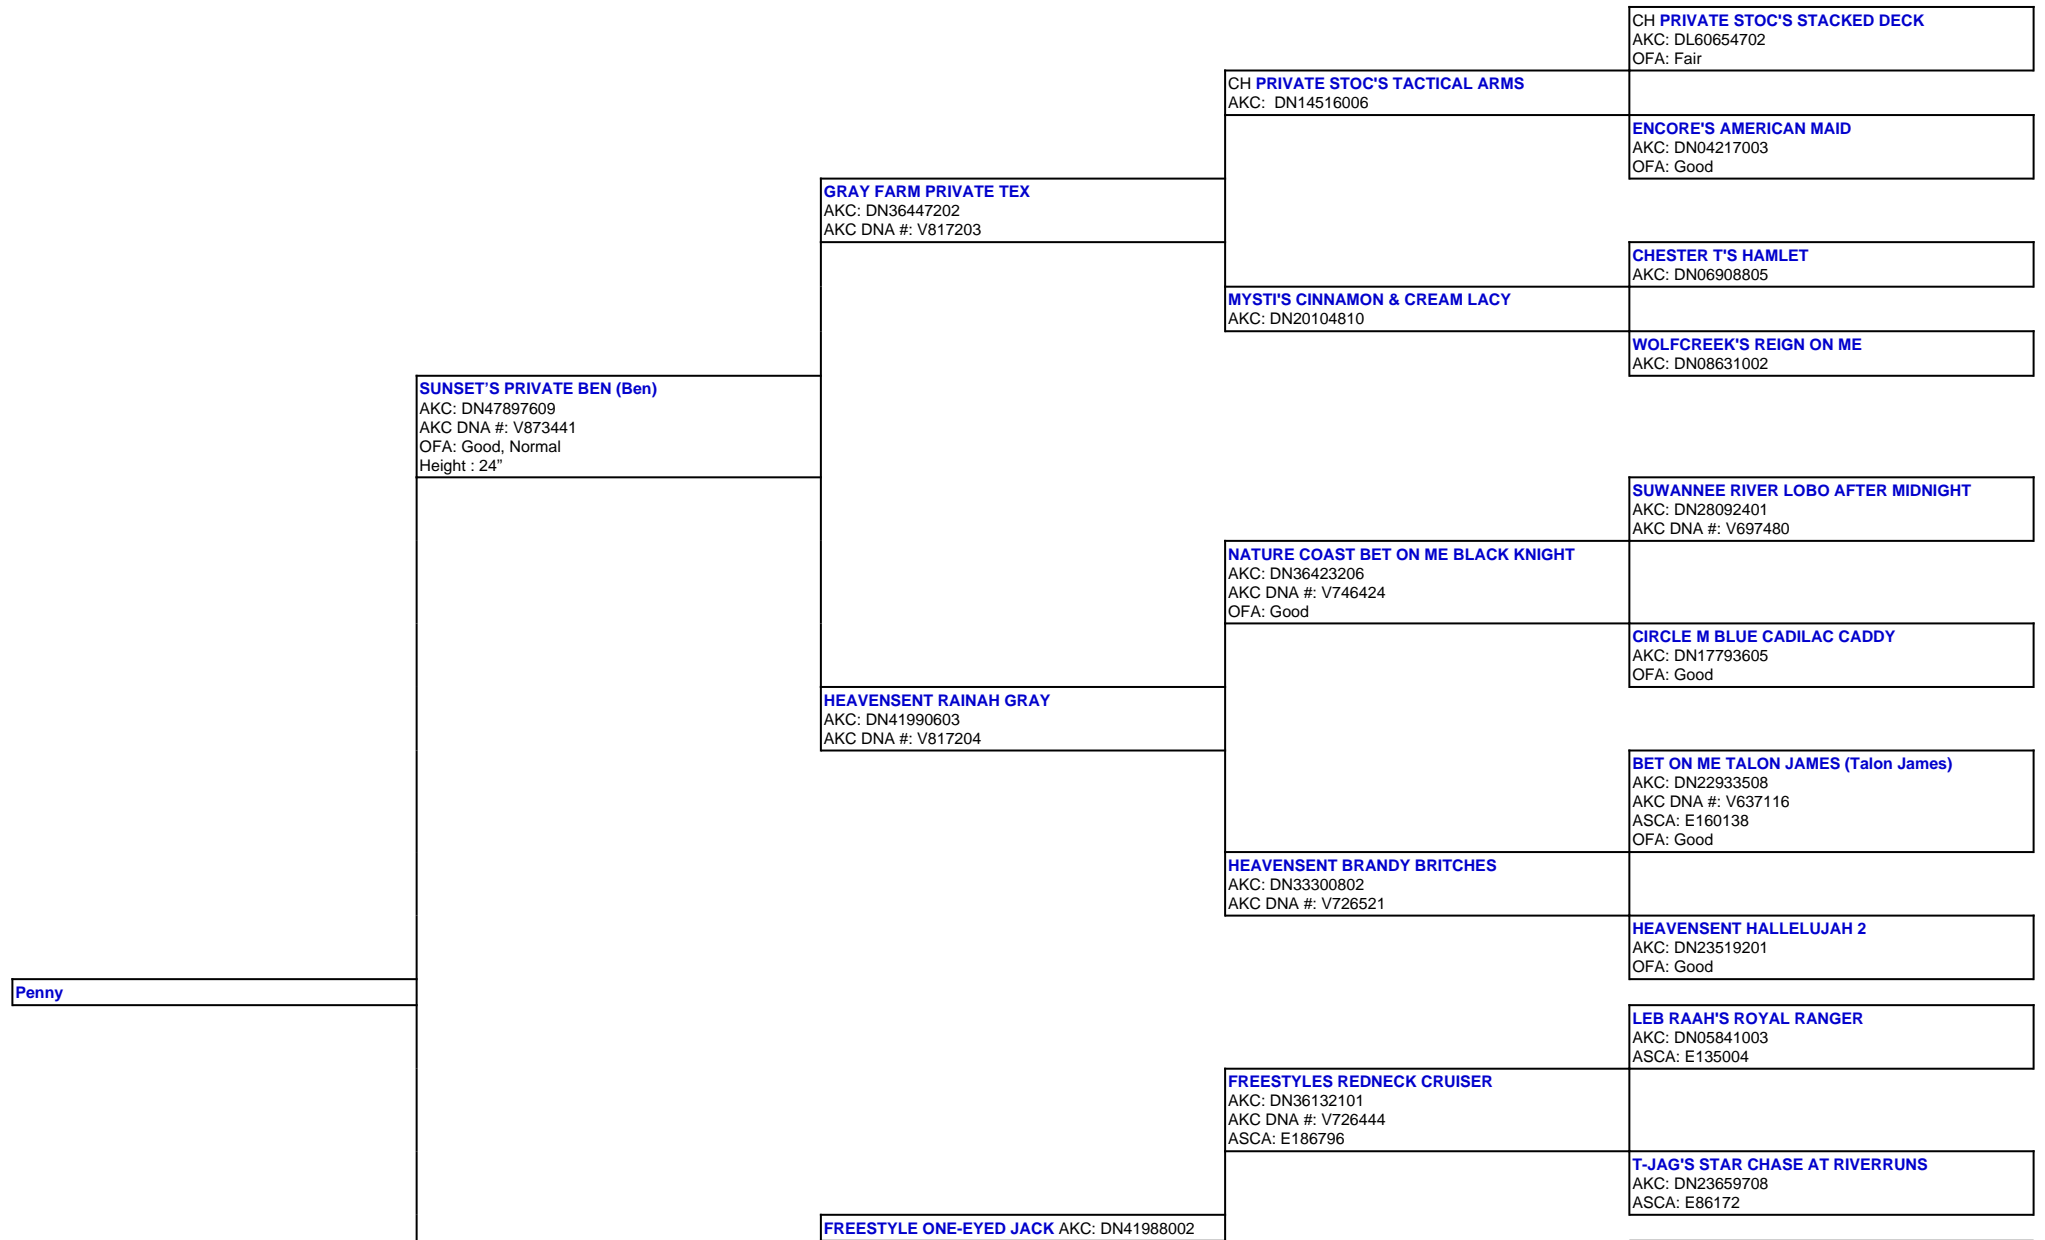 CH PRIVATE STOC'S STACKED DECK
AKC: DL60654702
OFA: Fair
CH PRIVATE STOC'S TACTICAL ARMS
AKC: DN14516006
ENCORE'S AMERICAN MAID
AKC: DN04217003
OFA: Good
GRAY FARM PRIVATE TEX
AKC: DN36447202
AKC DNA #: V817203
CHESTER T'S HAMLET
AKC: DN06908805
MYSTI'S CINNAMON & CREAM LACY
AKC: DN20104810
WOLFCREEK'S REIGN ON ME
AKC: DN08631002
SUNSET’S PRIVATE BEN (Ben)
AKC: DN47897609
AKC DNA #: V873441
OFA: Good, Normal
Height : 24”
SUWANNEE RIVER LOBO AFTER MIDNIGHT
AKC: DN28092401
AKC DNA #: V697480
NATURE COAST BET ON ME BLACK KNIGHT
AKC: DN36423206
AKC DNA #: V746424
OFA: Good
CIRCLE M BLUE CADILAC CADDY
AKC: DN17793605
OFA: Good
HEAVENSENT RAINAH GRAY
AKC: DN41990603
AKC DNA #: V817204
BET ON ME TALON JAMES (Talon James)
AKC: DN22933508
AKC DNA #: V637116
ASCA: E160138
OFA: Good
HEAVENSENT BRANDY BRITCHES
AKC: DN33300802
AKC DNA #: V726521
HEAVENSENT HALLELUJAH 2
AKC: DN23519201
OFA: Good
Penny
LEB RAAH'S ROYAL RANGER
AKC: DN05841003
ASCA: E135004
FREESTYLES REDNECK CRUISER
AKC: DN36132101
AKC DNA #: V726444
ASCA: E186796
T-JAG'S STAR CHASE AT RIVERRUNS
AKC: DN23659708
ASCA: E86172
FREESTYLE ONE-EYED JACK AKC: DN41988002